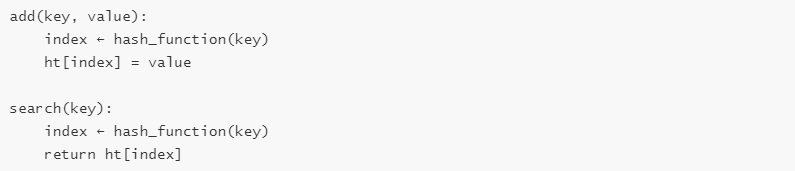 add(key, value):
    index ← hash_function(key)
    ht[index] = value

search(key):
    index ← hash_function(key)
    return ht[index]